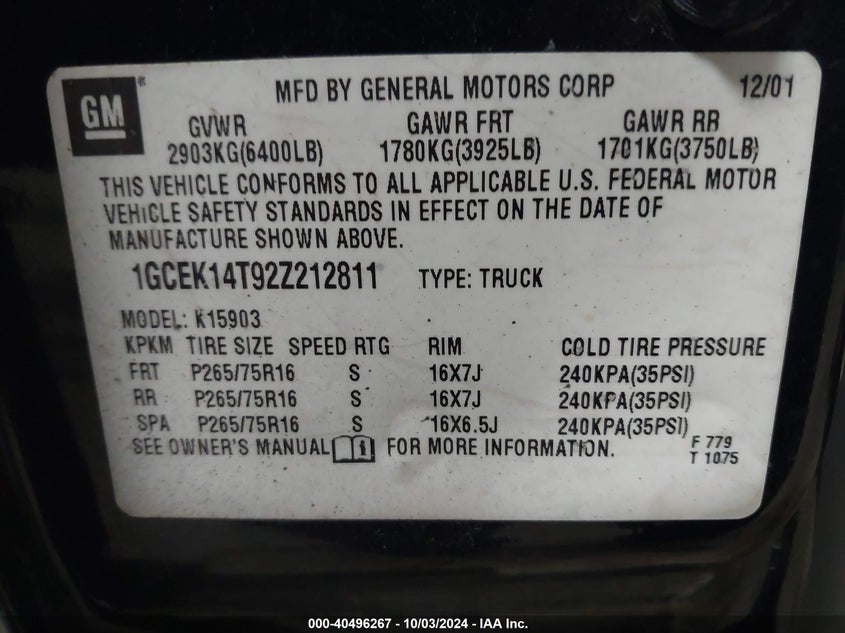 GM ® MFD BY GENERAL MOTORS CORP 12/01
GVWR GAWR FRT GAWR RR
2903KG(6400LB) 1780KG(3925LB) 1701KG(3750LB)
THIS VEHICLE CONFORMS TO ALL APPLICABLE U.S. FEDERAL MOTOR
VEHICLE SAFETY STANDARDS IN EFFECT ON THE DATE OF
MANUFACTURE SHOWN ABOVE.
1GCEK14T92Z212811 TYPE: TRUCK
MODEL: K15903
KPKM TIRE SIZE SPEED RTG RIM COLD TIRE PRESSURE
FRT P265/75R16 S 16X7J 240KPA(35PSI)
RR P265/75R16 S 16X7J 240KPA(35PSI)
SPA P265/75R16 S 16X6.5J 240KPA(35PSI)
SEE OWNER'S MANUAL FOR MORE INFORMATION. F 779
T 1075
000-40496267 - 10/03/2024 - IAA Inc.